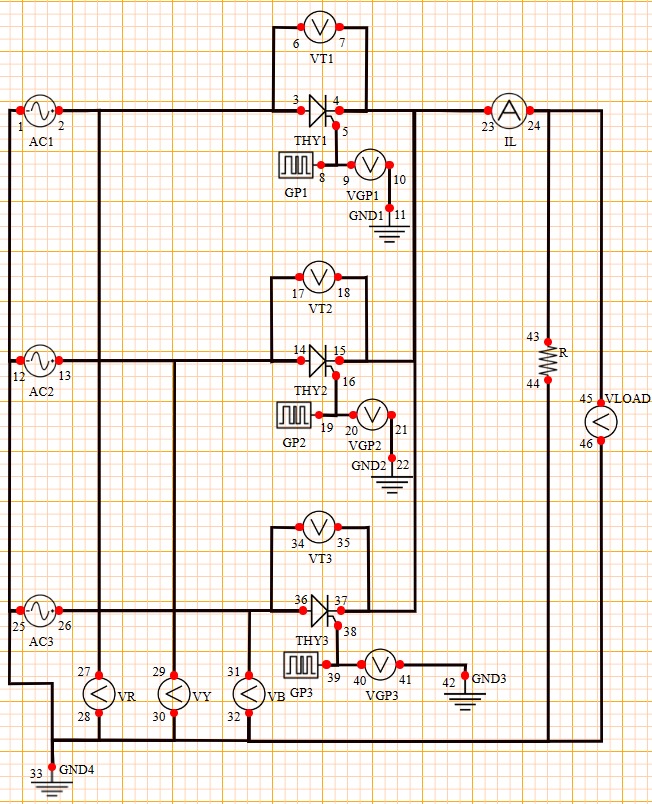 6 7
VT1
3 4
1 2 5 23 24
AC1 THY1 IL
8 9 10
GP1 VGP1
GND1 11
17 18
VT2
14 15
43
R
12 13 16
AC2 THY2 44
45 VLOAD
19 20 21
GP2 VGP2 46
GND2 22
34 35
VT3
36 37
25 26 38
AC3 THY3
27 29 31 39 40 41 42 GND3
VR VY VB GP3 VGP3
28 30 32
33 GND4